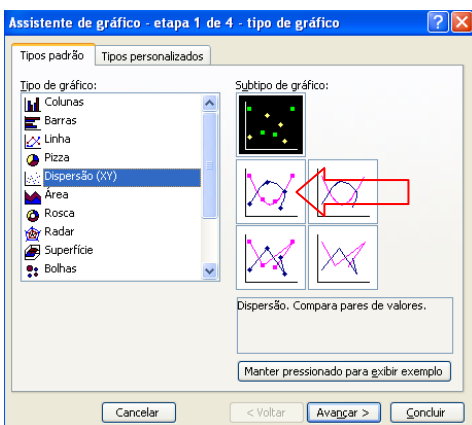 Assistente de gráfico - etapa 1 de 4 - tipo de gráfico
Tipos padrão
Tipos personalizados
Tipo de gráfico:
Colunas
Barras
Linha
Pizza
Dispersão (XY)
Área
Rosca
Radar
Superfície
Bolhas
Subtipo de gráfico:
Dispersão. Compara pares de valores.
Manter pressionado para exibir exemplo
Cancelar
< Voltar
Avançar >
Concluir